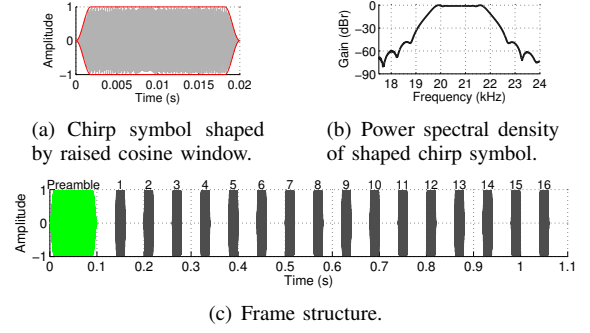 Amplitude
1
0
-1
0 0.005 0.01 0.015 0.02
Time (s)
Gain (dBr)
0
-30
-60
-90
18 19 20 21 22 23 24
Frequency (kHz)
(a) Chirp symbol shaped
by raised cosine window.
(b) Power spectral density
of shaped chirp symbol.
Preamble 1 2 3 4 5 6 7 8 9 10 11 12 13 14 15 16
Amplitude
1
0
-1
0 0.1 0.2 0.3 0.4 0.5 0.6 0.7 0.8 0.9 1 1.1
Time (s)
(c) Frame structure.